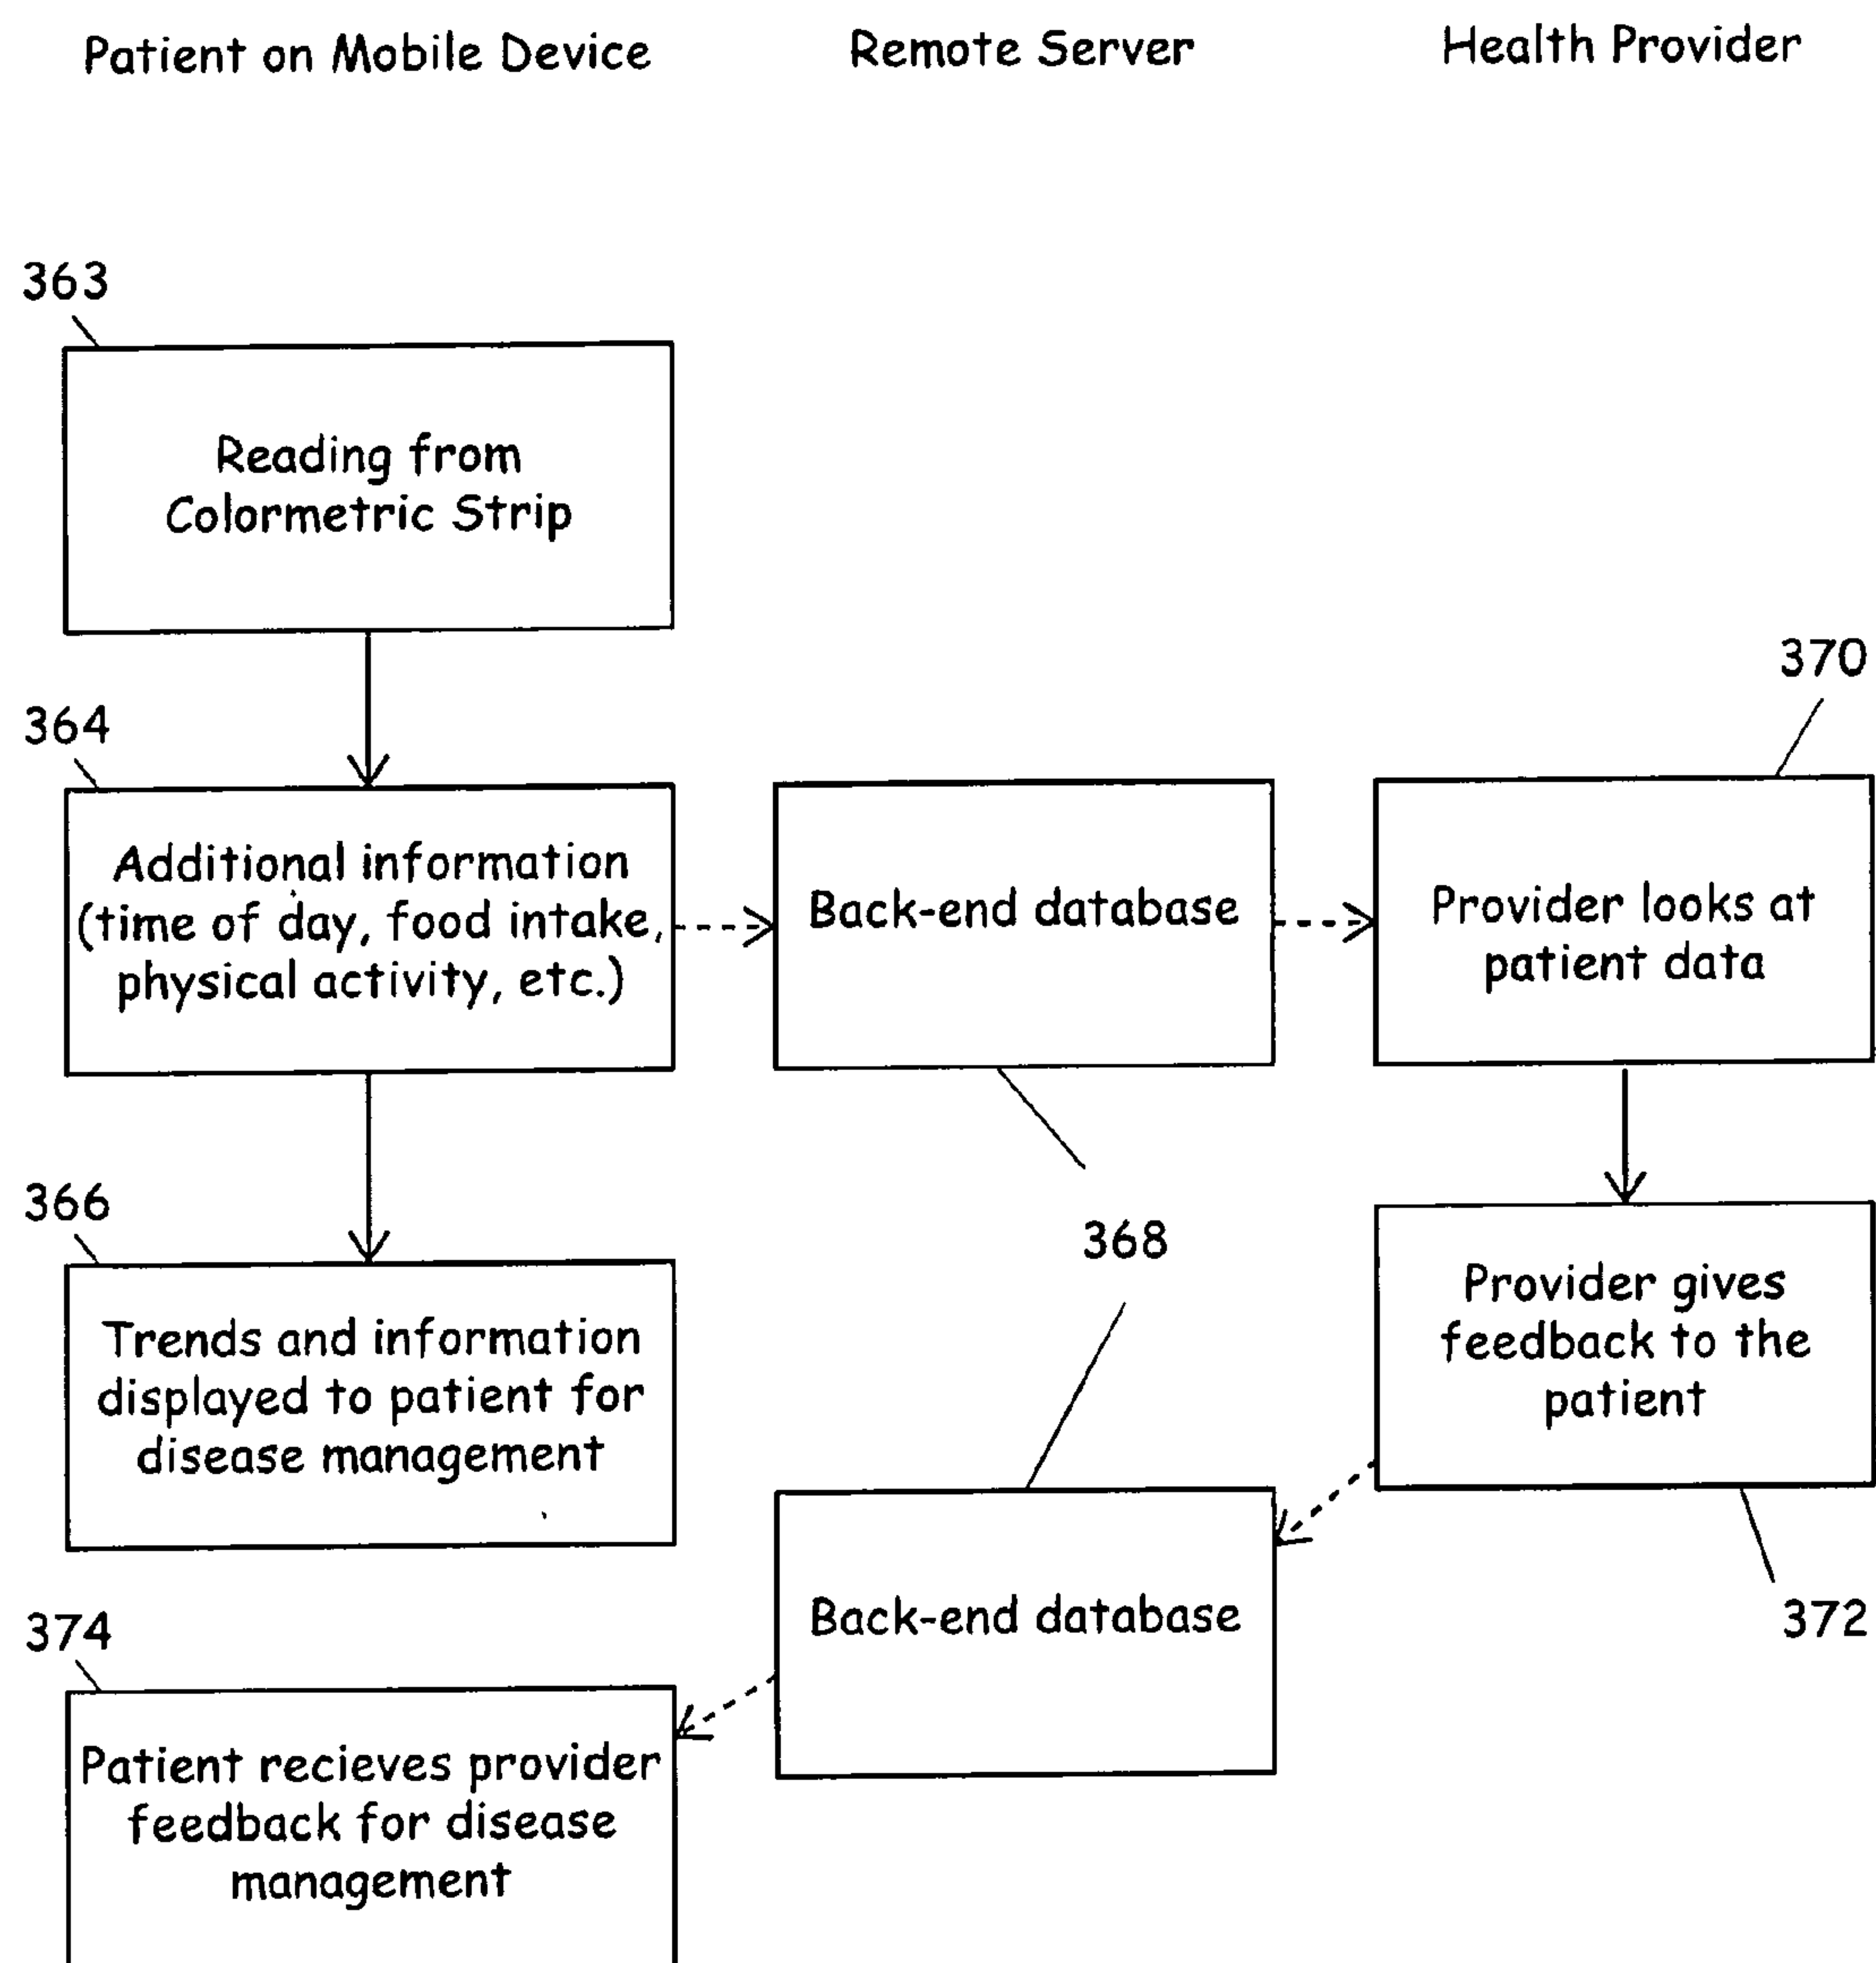 Patient on Mobile Device
Remote Server
Health Provider
363
Reading from
Colormetric Strip
364
Additional information
(time of day, food intake,
physical activity, etc.)
Back-end database
370
Provider looks at
patient data
366
Trends and information
displayed to patient for
disease management
368
Provider gives
feedback to the
patient
372
Back-end database
374
Patient recieves provider
feedback for disease
management